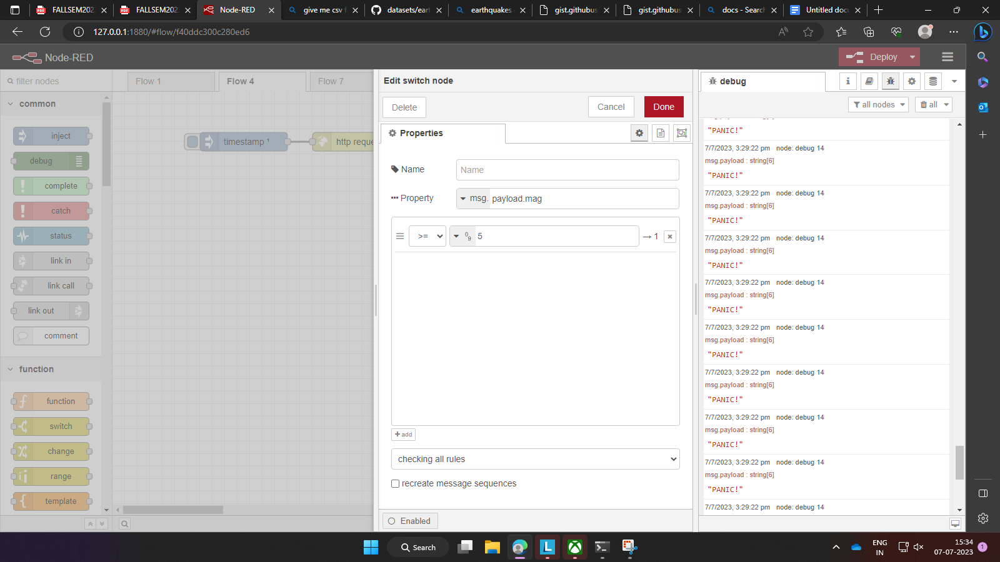 FALLSEM202
FALLSEM202
Node-RED
give me csv f
datasets/ear
earthquakes
gist.githubus
gist.githubus
docs - Search
Untitled docu
127.0.0.1:1880/#flow/f40ddc300c280ed6
Node-RED
Deploy
filter nodes
Flow 1
Flow 4
Flow 7
common
inject
debug
complete
catch
status
link in
link call
link out
comment
function
function
switch
change
range
template
timestamp ¹
http reque
Edit switch node
Delete
Cancel
Done
Properties
Name
Name
Property
msg. payload.mag
>=
5
→ 1
add
checking all rules
recreate message sequences
Enabled
debug
all nodes
all
"PANIC!"
7/7/2023, 3:29:22 pm node: debug 14
msg.payload : string[6]
"PANIC!"
7/7/2023, 3:29:22 pm node: debug 14
msg.payload : string[6]
"PANIC!"
7/7/2023, 3:29:22 pm node: debug 14
msg.payload : string[6]
"PANIC!"
7/7/2023, 3:29:22 pm node: debug 14
msg.payload : string[6]
"PANIC!"
7/7/2023, 3:29:22 pm node: debug 14
msg.payload : string[6]
"PANIC!"
7/7/2023, 3:29:22 pm node: debug 14
msg.payload : string[6]
"PANIC!"
7/7/2023, 3:29:22 pm node: debug 14
msg.payload : string[6]
"PANIC!"
7/7/2023, 3:29:22 pm node: debug 14
msg.payload : string[6]
"PANIC!"
7/7/2023, 3:29:22 pm node: debug 14
Search
ENG
IN
15:34
07-07-2023
1